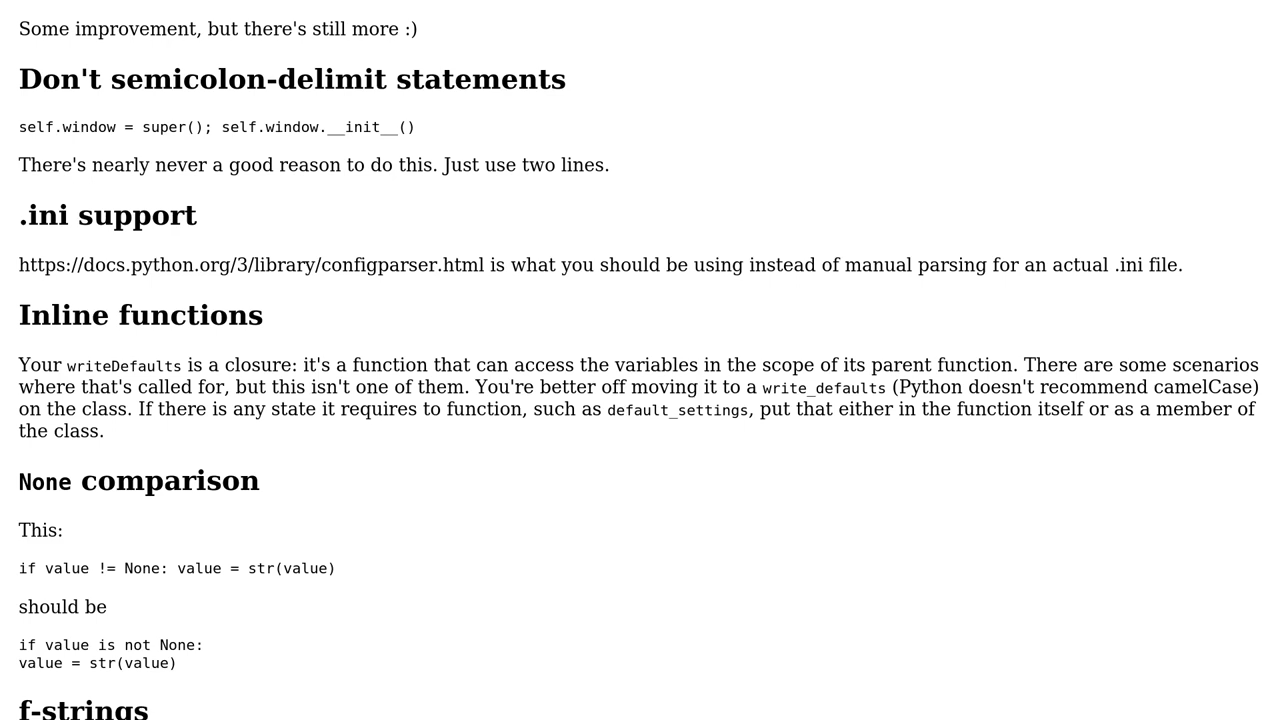 Some improvement, but there's still more :)
Don't semicolon-delimit statements
self.window = super(); self.window.__init__()
There's nearly never a good reason to do this. Just use two lines.
.ini support
https://docs.python.org/3/library/configparser.html is what you should be using instead of manual parsing for an actual .ini file.
Inline functions
Your writeDefaults is a closure: it's a function that can access the variables in the scope of its parent function. There are some scenarios
where that's called for, but this isn't one of them. You're better off moving it to a write_defaults (Python doesn't recommend camelCase)
on the class. If there is any state it requires to function, such as default_settings, put that either in the function itself or as a member of
the class.
None comparison
This:
if value != None: value = str(value)
should be
if value is not None:
value = str(value)
f-strings